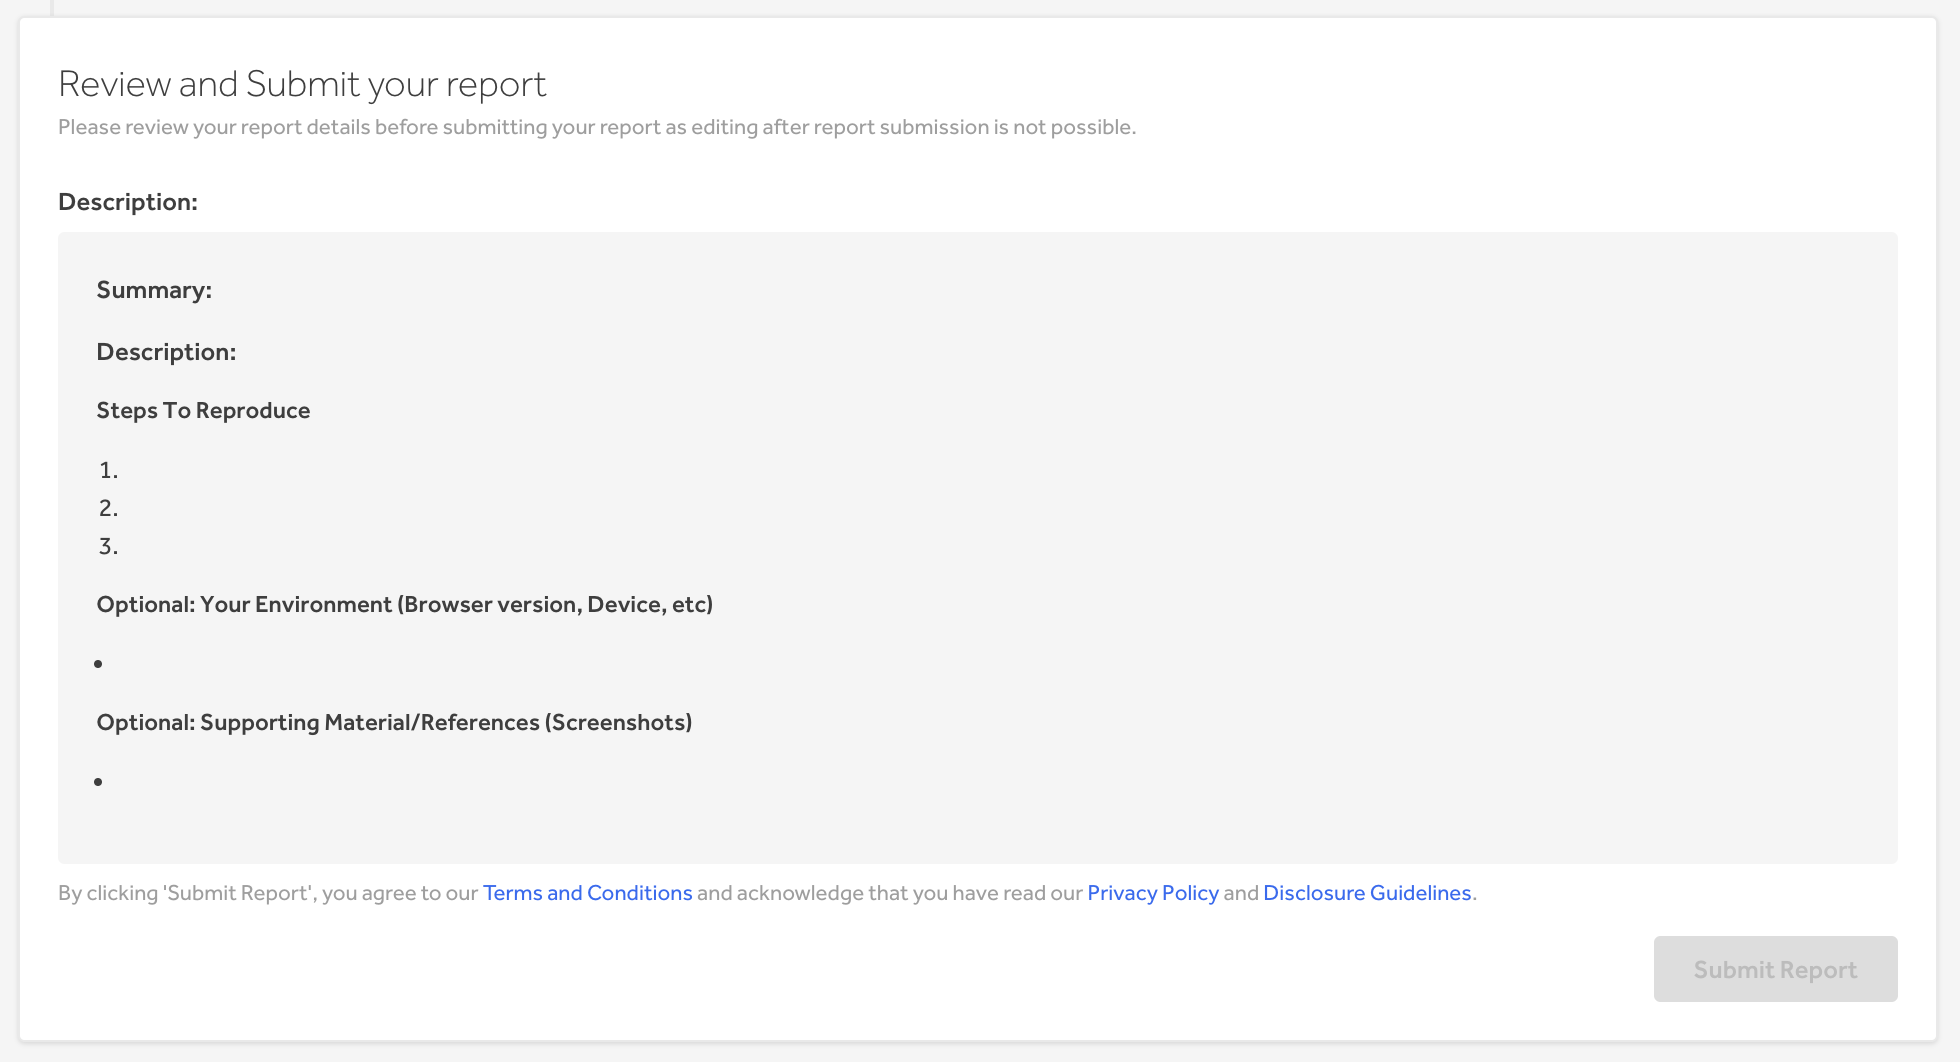 Review and Submit your report
Please review your report details before submitting your report as editing after report submission is not possible.
Description:
Summary:
Description:
Steps To Reproduce
1.
2.
3.
Optional: Your Environment (Browser version, Device, etc)
•
Optional: Supporting Material/References (Screenshots)
•
By clicking 'Submit Report', you agree to our Terms and Conditions and acknowledge that you have read our Privacy Policy and Disclosure Guidelines.
Submit Report